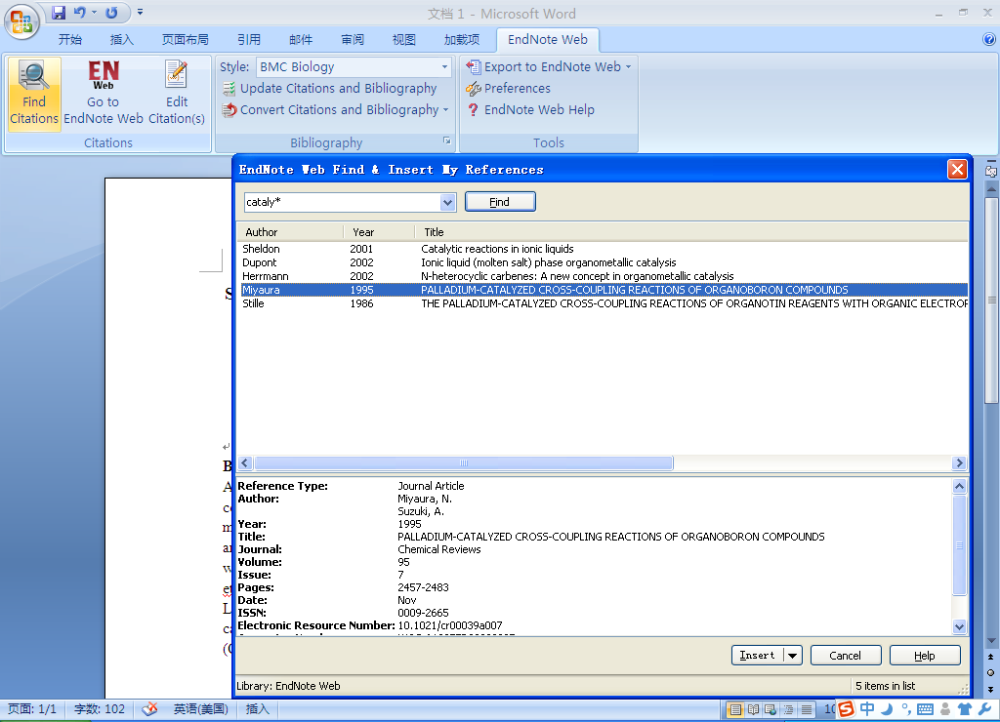 文档 1 - Microsoft Word
开始 插入 页面布局 引用 邮件 审阅 视图 加载项 EndNote Web
Find Citations
EN Web
Go to EndNote Web
Edit Citation(s)
Citations
Style: BMC Biology
Update Citations and Bibliography
Convert Citations and Bibliography
Bibliography
Export to EndNote Web
Preferences
EndNote Web Help
Tools
EndNote Web Find & Insert My References
cataly* Find
Author Year Title
Sheldon 2001 Catalytic reactions in ionic liquids
Dupont 2002 Ionic liquid (molten salt) phase organometallic catalysis
Herrmann 2002 N-heterocyclic carbenes: A new concept in organometallic catalysis
Miyaura 1995 PALLADIUM-CATALYZED CROSS-COUPLING REACTIONS OF ORGANOBORON COMPOUNDS
Stille 1986 THE PALLADIUM-CATALYZED CROSS-COUPLING REACTIONS OF ORGANOTIN REAGENTS WITH ORGANIC ELECTROP
Reference Type: Journal Article
Author: Miyaura, N.
Suzuki, A.
Year: 1995
Title: PALLADIUM-CATALYZED CROSS-COUPLING REACTIONS OF ORGANOBORON COMPOUNDS
Journal: Chemical Reviews
Volume: 95
Issue: 7
Pages: 2457-2483
Date: Nov
ISSN: 0009-2665
Electronic Resource Number: 10.1021/cr00039a007
Insert Cancel Help
Library: EndNote Web 5 items in list
页面: 1/1 字数: 102 英语(美国) 插入 10 中